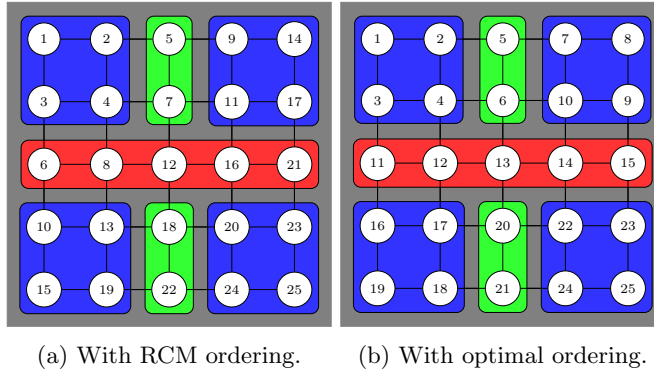 1 2 5 9 14
3 4 7 11 17
6 8 12 16 21
10 13 18 20 23
15 19 22 24 25
(a) With RCM ordering.
1 2 5 7 8
3 4 6 10 9
11 12 13 14 15
16 17 20 22 23
19 18 21 24 25
(b) With optimal ordering.